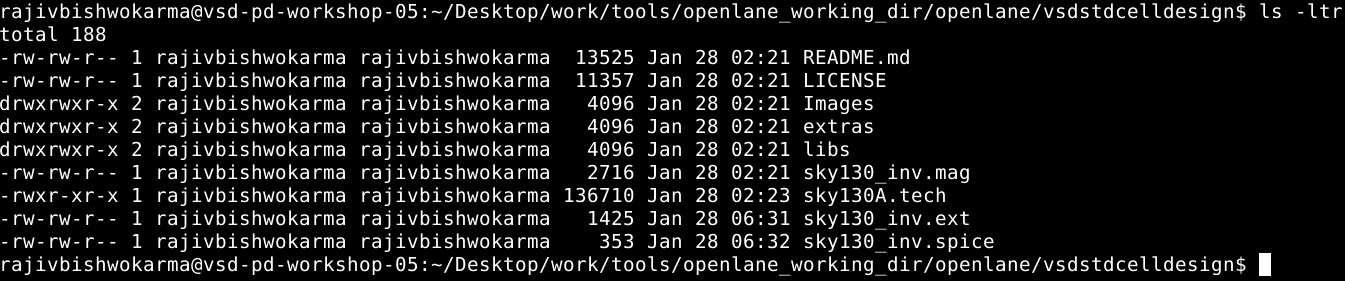 rajivbishwokarma@vsd-pd-workshop-05:~/Desktop/work/tools/openlane_working_dir/openlane/vsdstdcelldesign$ ls -ltr
total 188
-rw-rw-r-- 1 rajivbishwokarma rajivbishwokarma  13525 Jan 28 02:21 README.md
-rw-rw-r-- 1 rajivbishwokarma rajivbishwokarma  11357 Jan 28 02:21 LICENSE
drwxrwxr-x 2 rajivbishwokarma rajivbishwokarma   4096 Jan 28 02:21 Images
drwxrwxr-x 2 rajivbishwokarma rajivbishwokarma   4096 Jan 28 02:21 extras
drwxrwxr-x 2 rajivbishwokarma rajivbishwokarma   4096 Jan 28 02:21 libs
-rw-rw-r-- 1 rajivbishwokarma rajivbishwokarma   2716 Jan 28 02:21 sky130_inv.mag
-rwxr-xr-x 1 rajivbishwokarma rajivbishwokarma 136710 Jan 28 02:23 sky130A.tech
-rw-rw-r-- 1 rajivbishwokarma rajivbishwokarma   1425 Jan 28 06:31 sky130_inv.ext
-rw-rw-r-- 1 rajivbishwokarma rajivbishwokarma    353 Jan 28 06:32 sky130_inv.spice
rajivbishwokarma@vsd-pd-workshop-05:~/Desktop/work/tools/openlane_working_dir/openlane/vsdstdcelldesign$